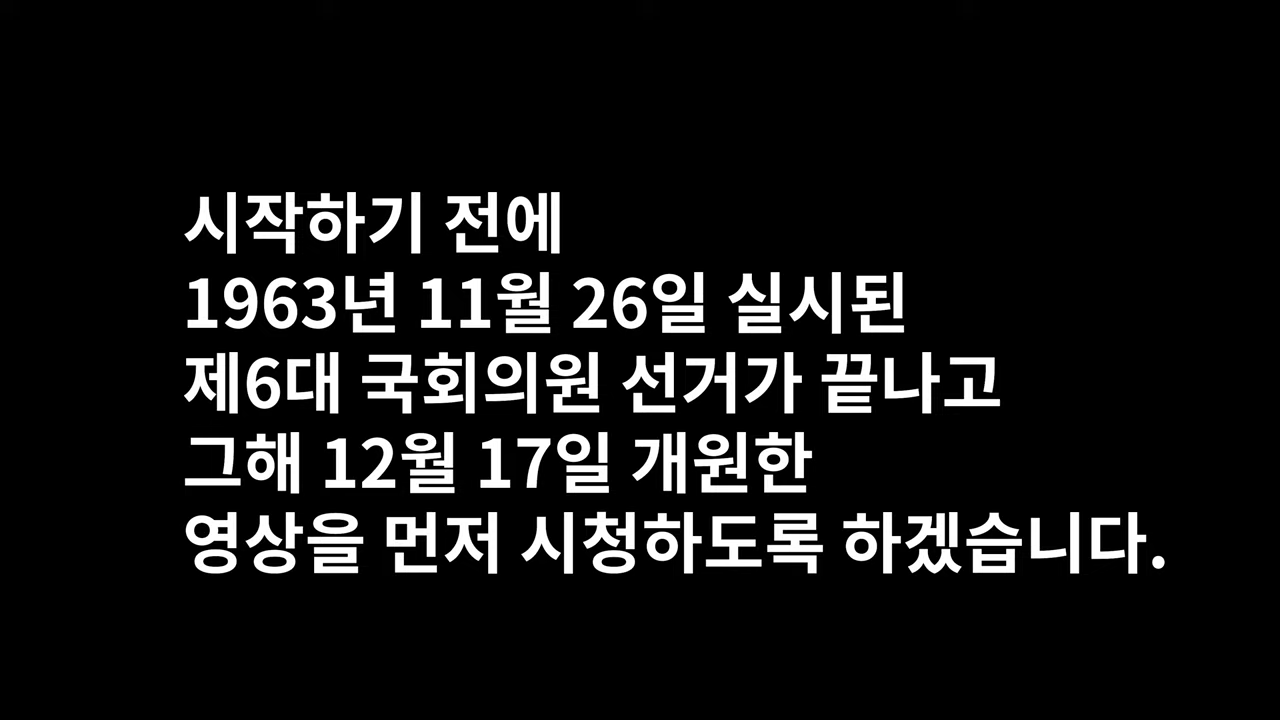 시작하기 전에
1963년 11월 26일 실시된
제6대 국회의원 선거가 끝나고
그해 12월 17일 개원한
영상을 먼저 시청하도록 하겠습니다.